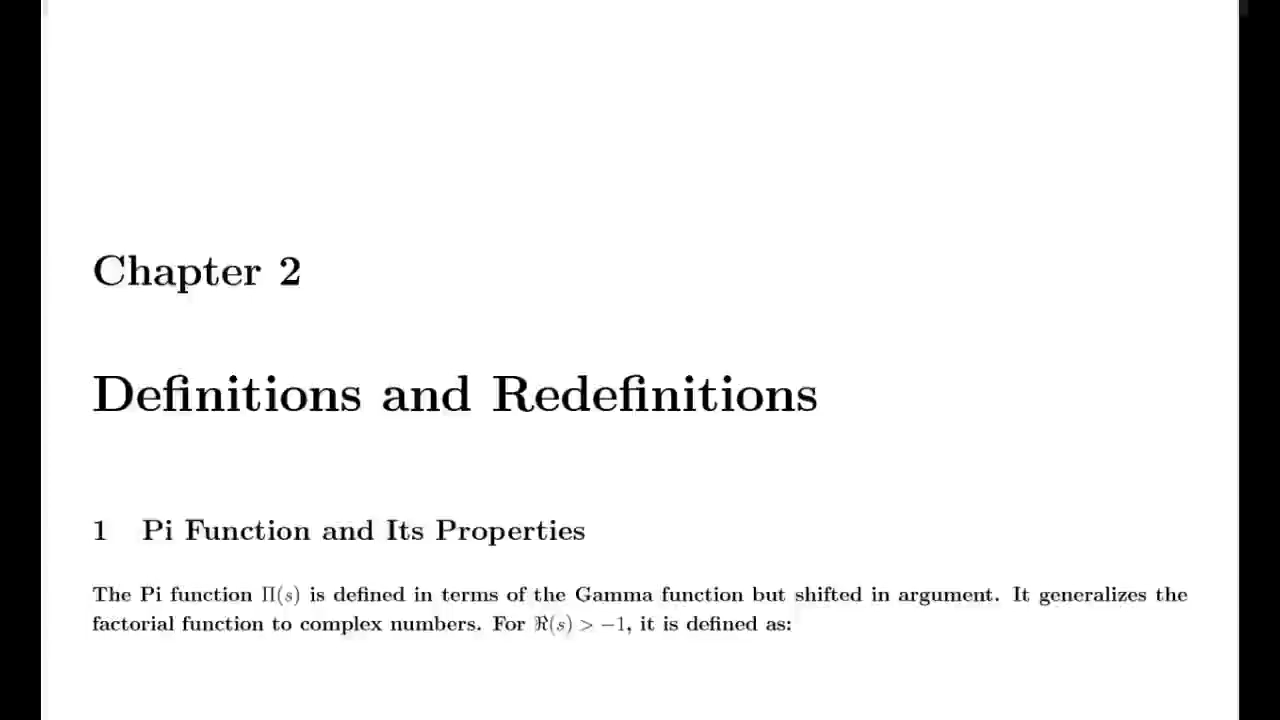 Chapter 2
Definitions and Redefinitions
1 Pi Function and Its Properties
The Pi function Π(s) is defined in terms of the Gamma function but shifted in argument. It generalizes the
factorial function to complex numbers. For ℜ(s) > −1, it is defined as: